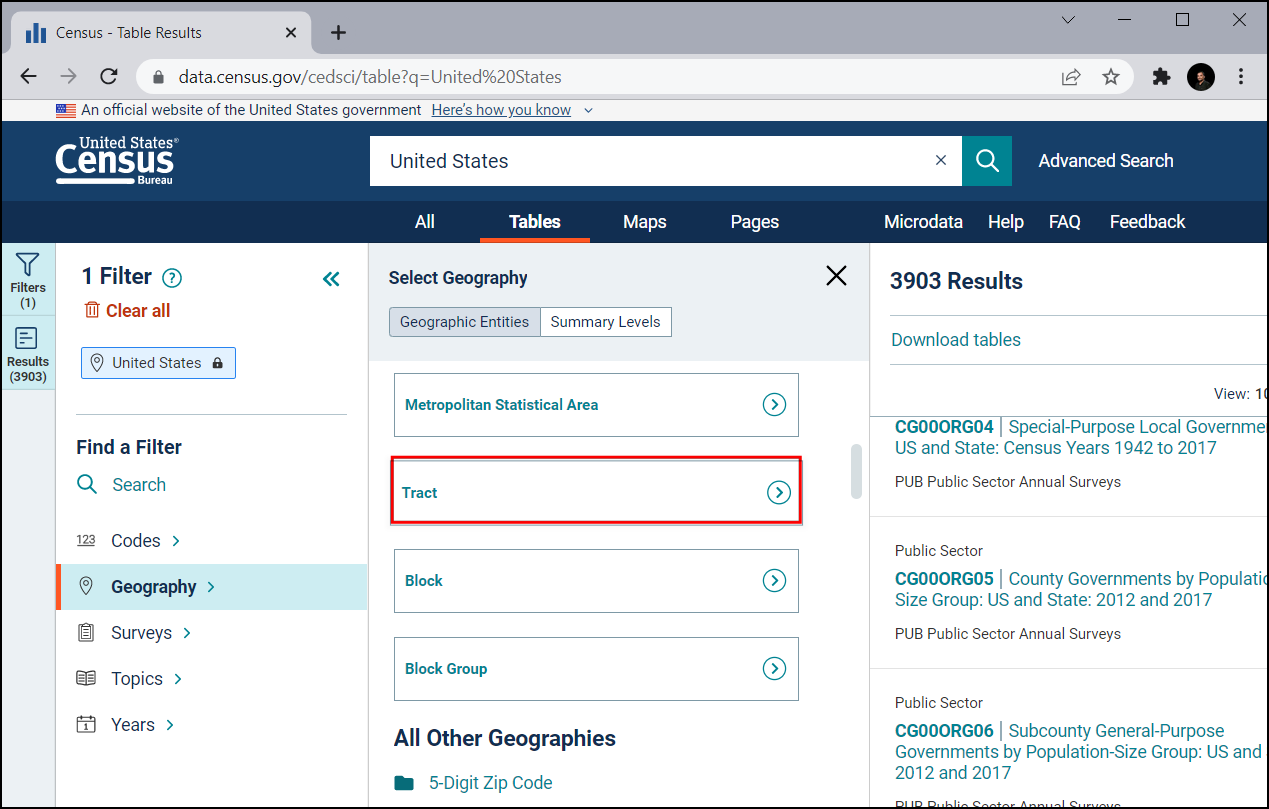 Census - Table Results
data.census.gov/cedsci/table?q=United%20States
An official website of the United States government Here's how you know
United States®
Census
Bureau
United States
Advanced Search
All Tables Maps Pages Microdata Help FAQ Feedback
Filters
(1)
Results
(3903)
1 Filter ?
Clear all
United States
Find a Filter
Search
123 Codes
Geography
Surveys
Topics
1 Years
Select Geography
Geographic Entities Summary Levels
Metropolitan Statistical Area
Tract
Block
Block Group
All Other Geographies
5-Digit Zip Code
3903 Results
Download tables
View: 10
CG00ORG04 | Special-Purpose Local Governme
US and State: Census Years 1942 to 2017
PUB Public Sector Annual Surveys
Public Sector
CG00ORG05 | County Governments by Populatio
Size Group: US and State: 2012 and 2017
PUB Public Sector Annual Surveys
Public Sector
CG00ORG06 | Subcounty General-Purpose
Governments by Population-Size Group: US and
2012 and 2017
PUB Public Sector Annual Surveys